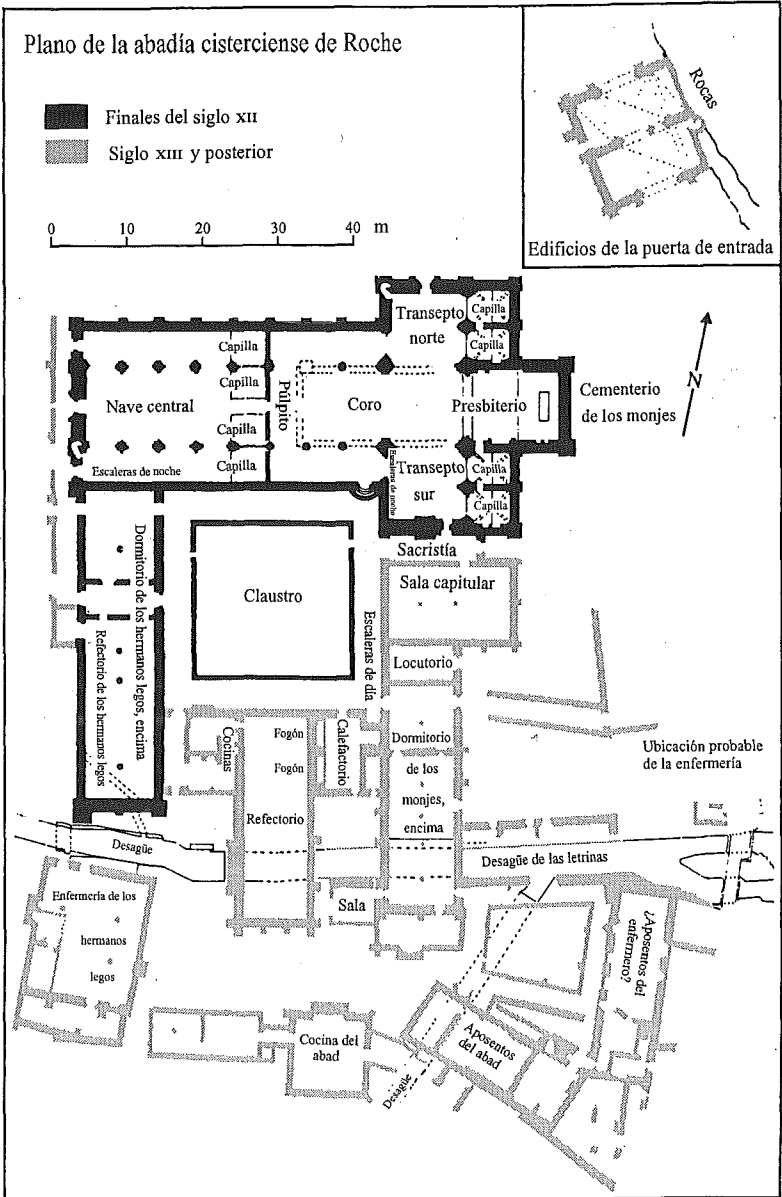 Plano de la abadía cisterciense de Roche
Finales del siglo XII
Siglo XIII y posterior
0 10 20 30 40 m
Rocas
Edificios de la puerta de entrada
Transepto
norte
Capilla
Capilla
Capilla
Capilla
Capilla
Capilla
Nave central
Púlpito
Coro
Presbiterio
Cementerio
de los monjes
N
Escaleras de noche
Escaleras de noche
Transepto
sur
Capilla
Capilla
Sacristía
Sala capitular
Claustro
Dormitorio de los hermanos legos, encima
Refectorio de los hermanos legos
Escaleras de día
Locutorio
Cocinas
Fogón
Fogón
Calefactorio
Refectorio
Dormitorio
de los
monjes,
encima
Ubicación probable
de la enfermería
Desagüe
Desagüe de las letrinas
Enfermería de los
hermanos
legos
Sala
¿Aposentos del
enfermero?
Cocina del
abad
Aposentos
del abad
Desagüe